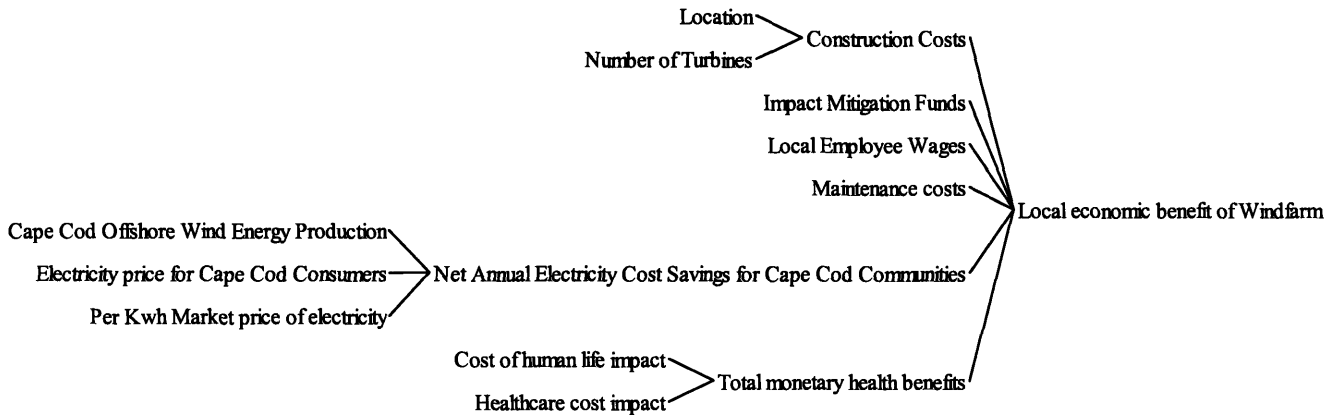 Location
Number of Turbines
Construction Costs
Impact Mitigation Funds
Local Employee Wages
Maintenance costs
Local economic benefit of Windfarm
Cape Cod Offshore Wind Energy Production
Electricity price for Cape Cod Consumers
Per Kwh Market price of electricity
Net Annual Electricity Cost Savings for Cape Cod Communities
Cost of human life impact
Healthcare cost impact
Total monetary health benefits